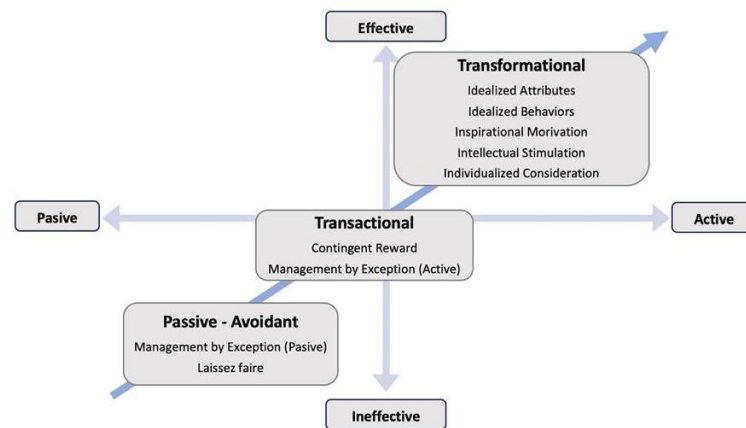 Effective
Transformational
Idealized Attributes
Idealized Behaviors
Inspirational Morivation
Intellectual Stimulation
Individualized Consideration
Pasive
Transactional
Contingent Reward
Management by Exception (Active)
Active
Passive - Avoidant
Management by Exception (Pasive)
Laissez faire
Ineffective